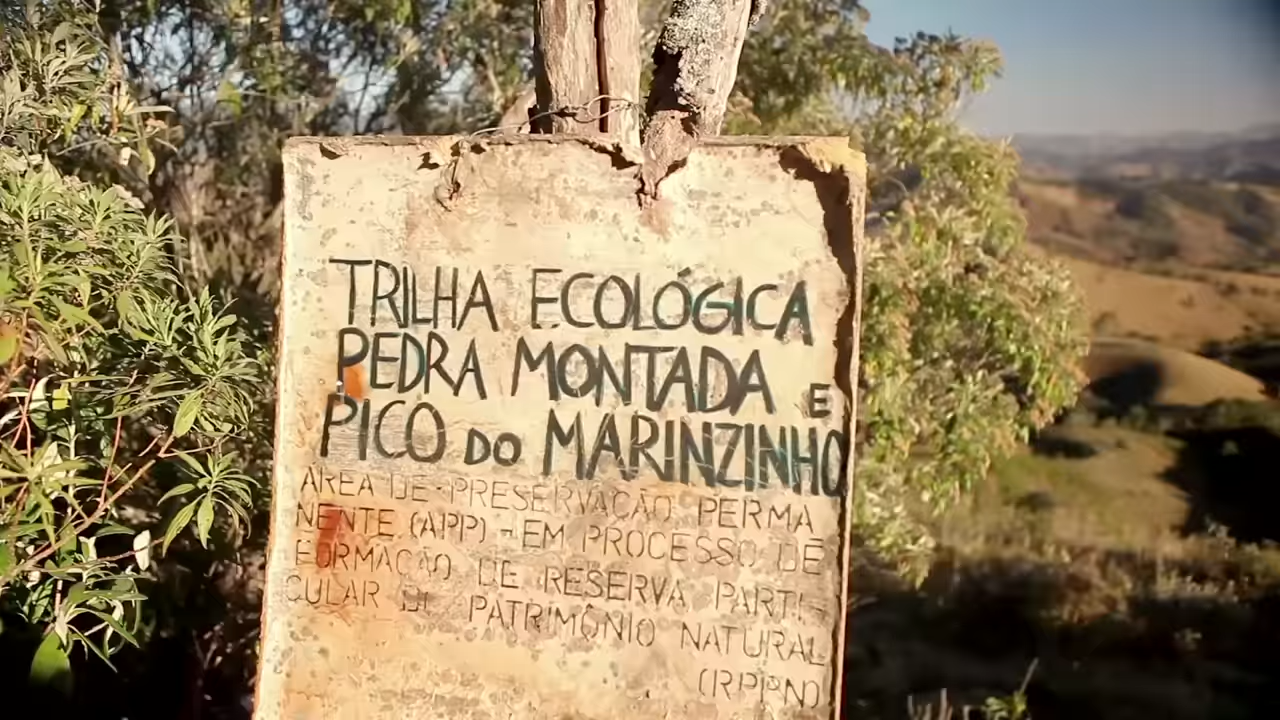 TRILHA ECOLÓGICA
PEDRA MONTADA E
PICO DO MARINZINHO
ÁREA DE PRESERVAÇÃO PERMA
NENTE (APP) - EM PROCESSO DE
FORMAÇÃO DE RESERVA PARTI-
CULAR DE PATRIMÔNIO NATURAL
(RPPN)